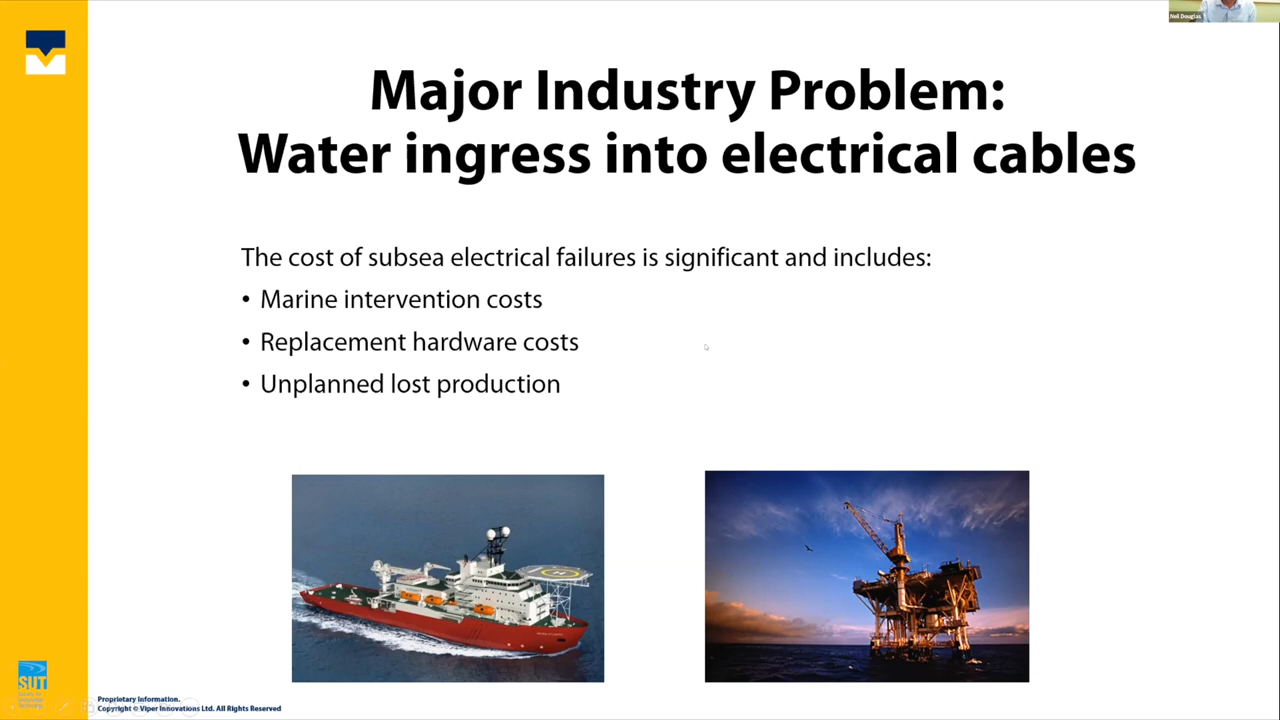 Neil Douglas
Major Industry Problem:
Water ingress into electrical cables
The cost of subsea electrical failures is significant and includes:
• Marine intervention costs
• Replacement hardware costs
• Unplanned lost production
SUT
Proprietary Information.
Copyright © Viper Innovations Ltd. All Rights Reserved